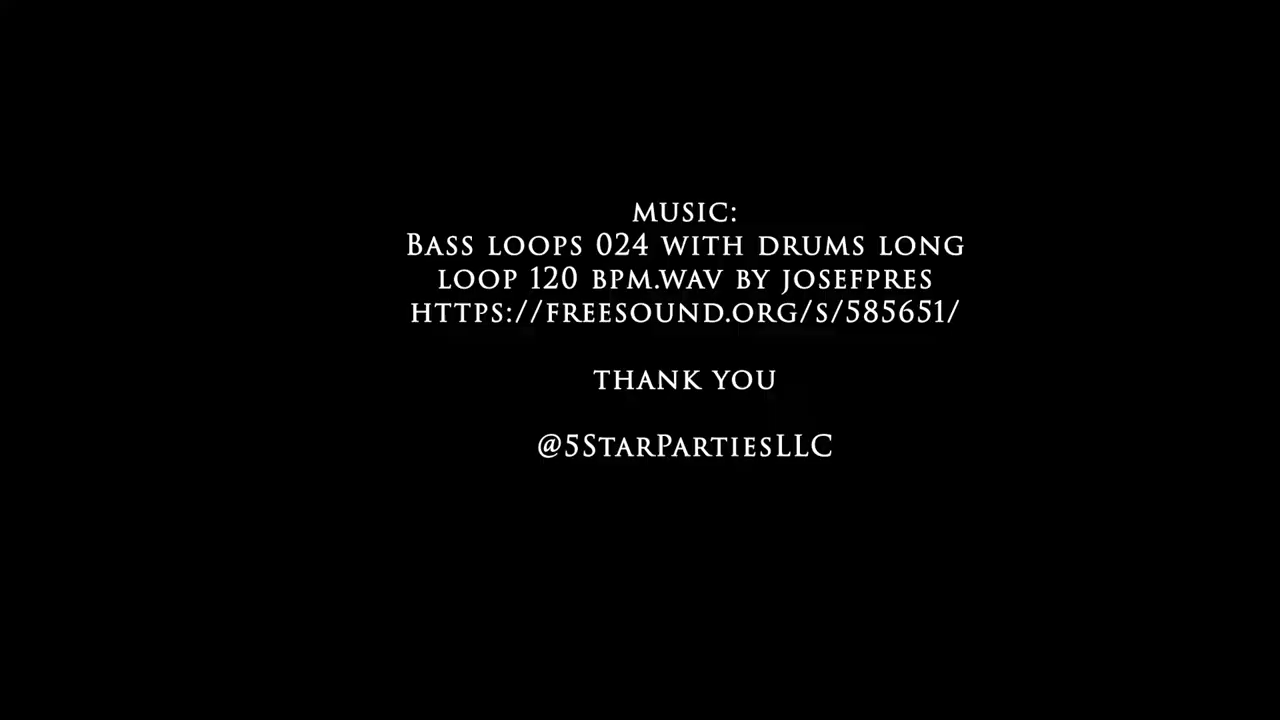 MUSIC:
BASS LOOPS 024 WITH DRUMS LONG
LOOP 120 BPM.WAV BY JOSEFPRES
HTTPS://FREESOUND.ORG/S/585651/
THANK YOU
@5STARPARTIESLLC